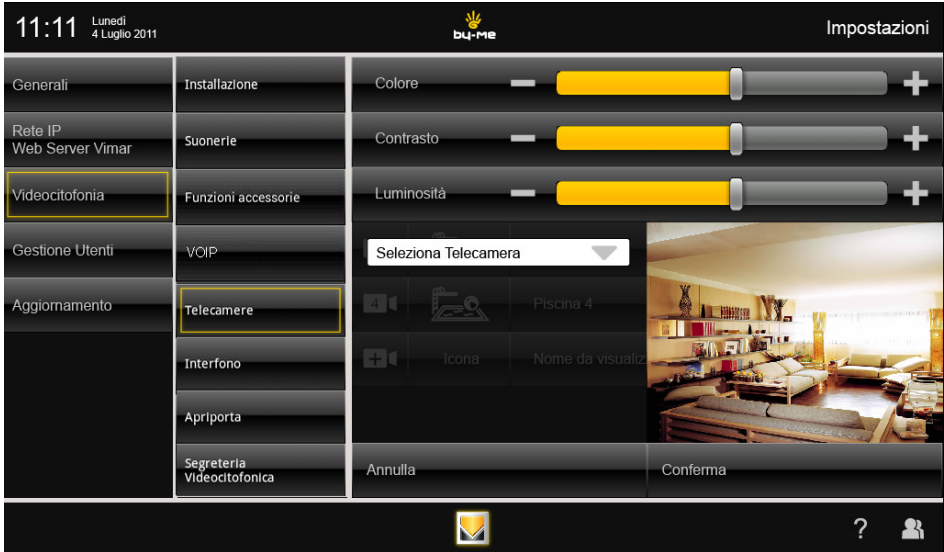 11:11
Lunedì
4 Luglio 2011
by-me
Impostazioni
Generali
Rete IP
Web Server Vimar
Videocitofonia
Gestione Utenti
Aggiornamento
Installazione
Suonerie
Funzioni accessorie
VOIP
Telecamere
Interfono
Apriporta
Segreteria
Videocitofonica
Colore
Contrasto
Luminosità
Seleziona Telecamera
4
Piscina 4
Icona
Nome da visualiz
Annulla
Conferma
?